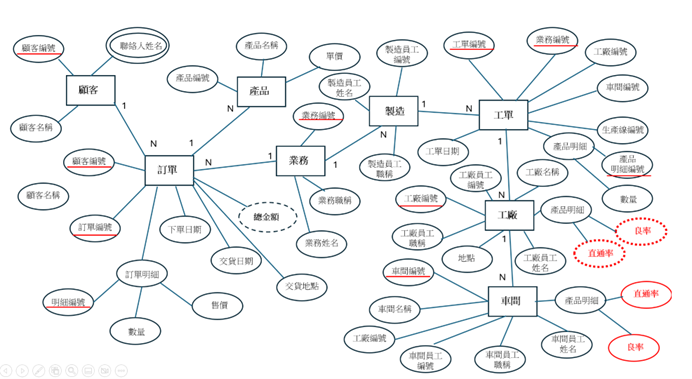 顧客編號
聯絡人姓名
顧客
顧客名稱
1
N
產品名稱
產品編號
單價
產品
N
1
製造員工
編號
製造員工
姓名
製造
1
N
N
製造員工
職稱
工單編號
業務編號
工廠編號
車間編號
生產線編號
工單
工單日期
產品明細
產品
明細編號
數量
1
N
顧客編號
訂單
顧客名稱
訂單編號
下單日期
總金額
交貨日期
交貨地點
訂單明細
明細編號
數量
售價
N
1
業務編號
業務
1
業務職稱
業務姓名
工廠員工
編號
工廠名稱
工廠編號
工廠
產品明細
良率
直通率
工廠員工
職稱
地點
工廠員工
姓名
1
N
車間編號
車間名稱
車間
工廠編號
車間員工
編號
車間員工
職稱
車間員工
姓名
產品明細
直通率
良率